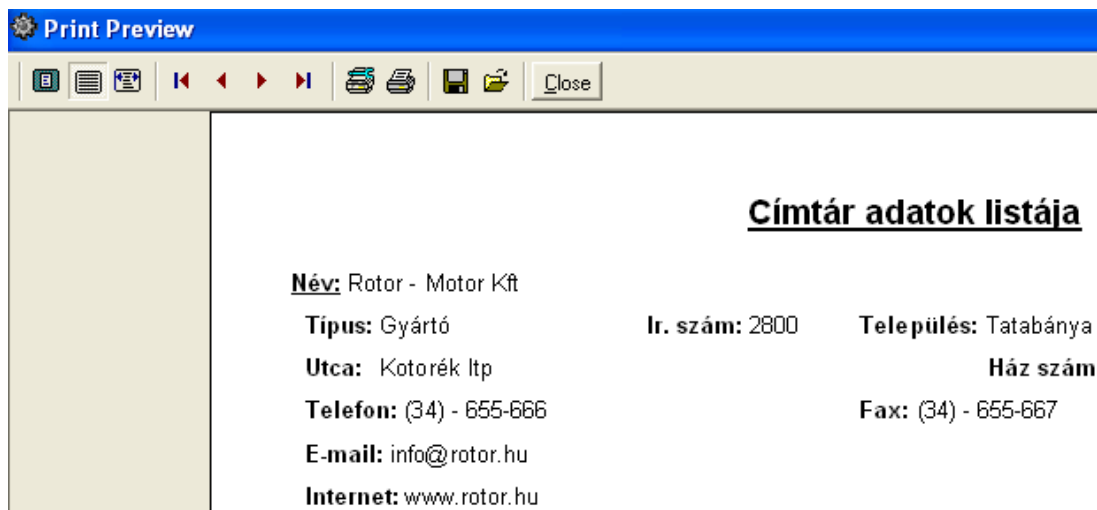 Print Preview
Close
Címtár adatok listája
Név: Rotor - Motor Kft
Típus: Gyártó Ir. szám: 2800 Település: Tatabánya
Utca: Kotorék ltp Ház szám
Telefon: (34) - 655-666 Fax: (34) - 655-667
E-mail: info@rotor.hu
Internet: www.rotor.hu